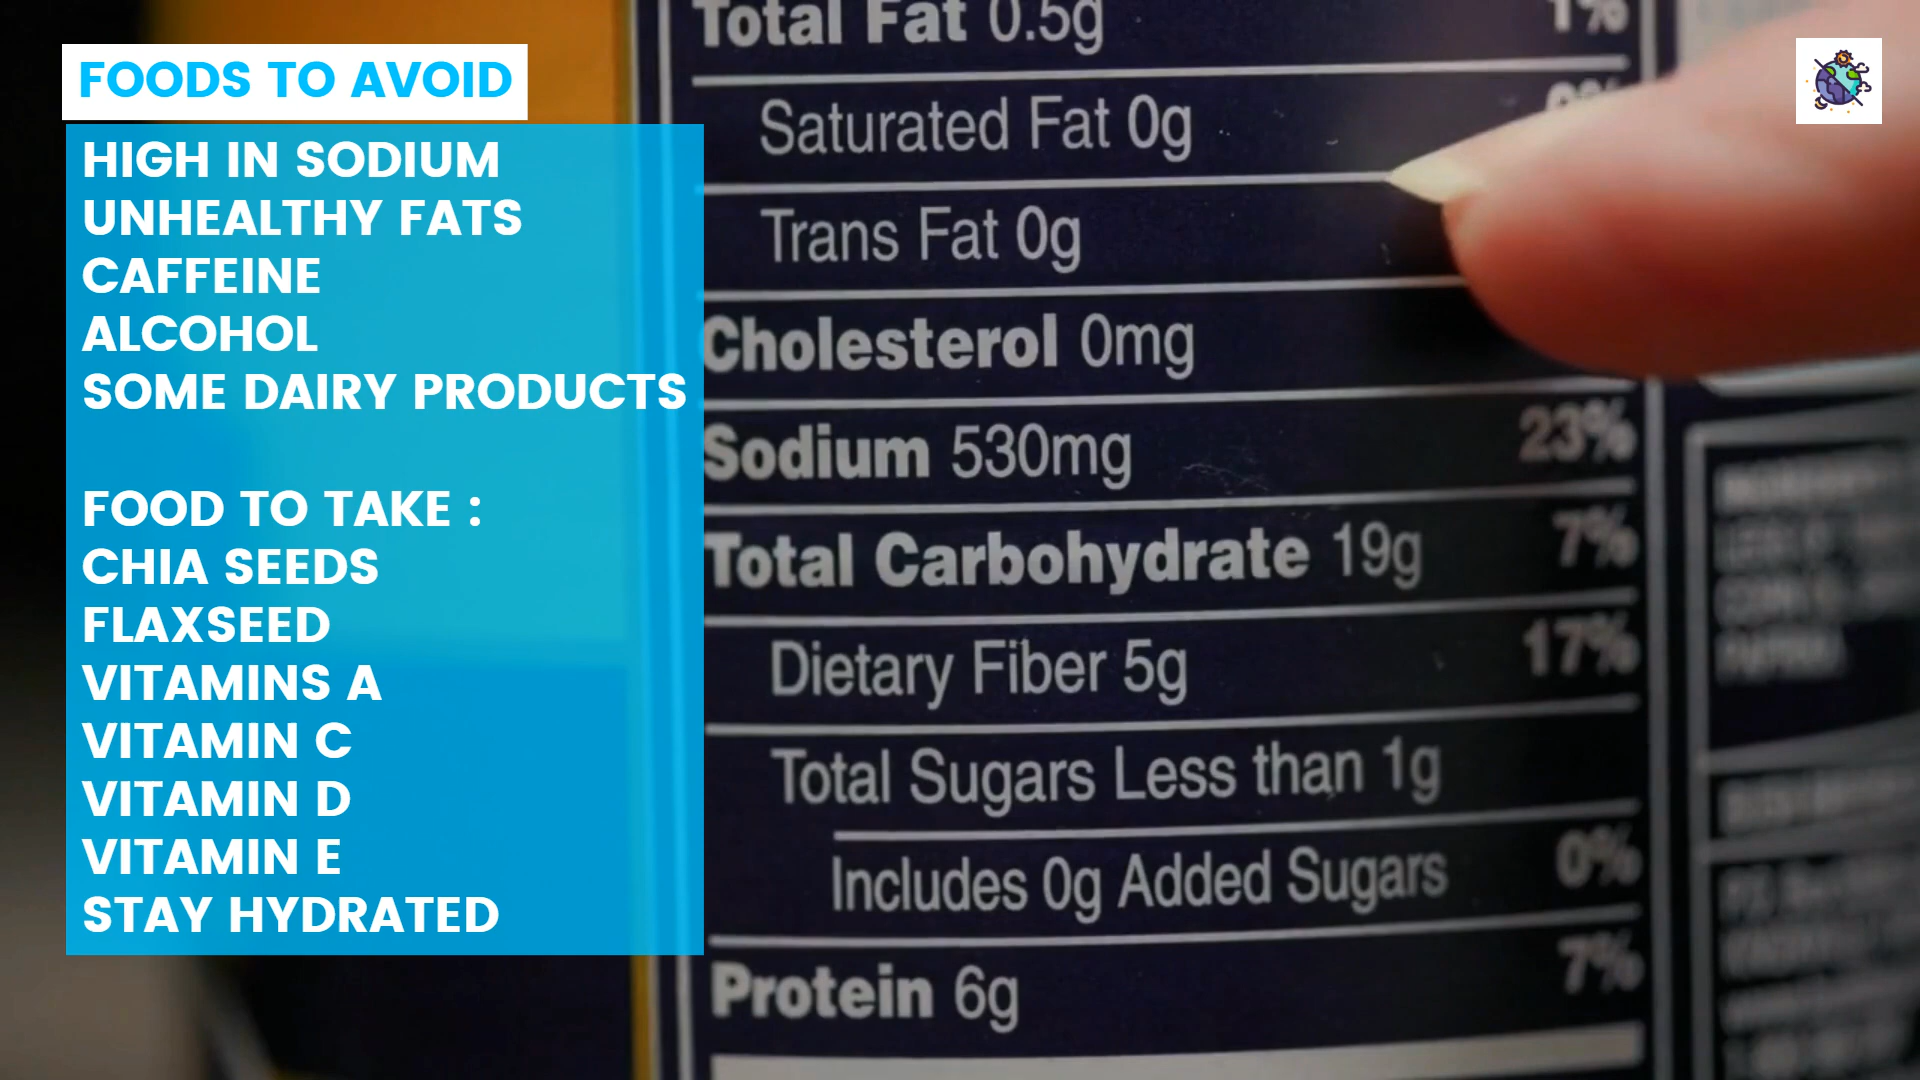 FOODS TO AVOID
HIGH IN SODIUM
UNHEALTHY FATS
CAFFEINE
ALCOHOL
SOME DAIRY PRODUCTS
FOOD TO TAKE :
CHIA SEEDS
FLAXSEED
VITAMINS A
VITAMIN C
VITAMIN D
VITAMIN E
STAY HYDRATED
Total Fat 0.5g 1%
Saturated Fat 0g
Trans Fat 0g
Cholesterol 0mg
Sodium 530mg 23%
Total Carbohydrate 19g 7%
Dietary Fiber 5g 17%
Total Sugars Less than 1g
Includes 0g Added Sugars 0%
Protein 6g 7%